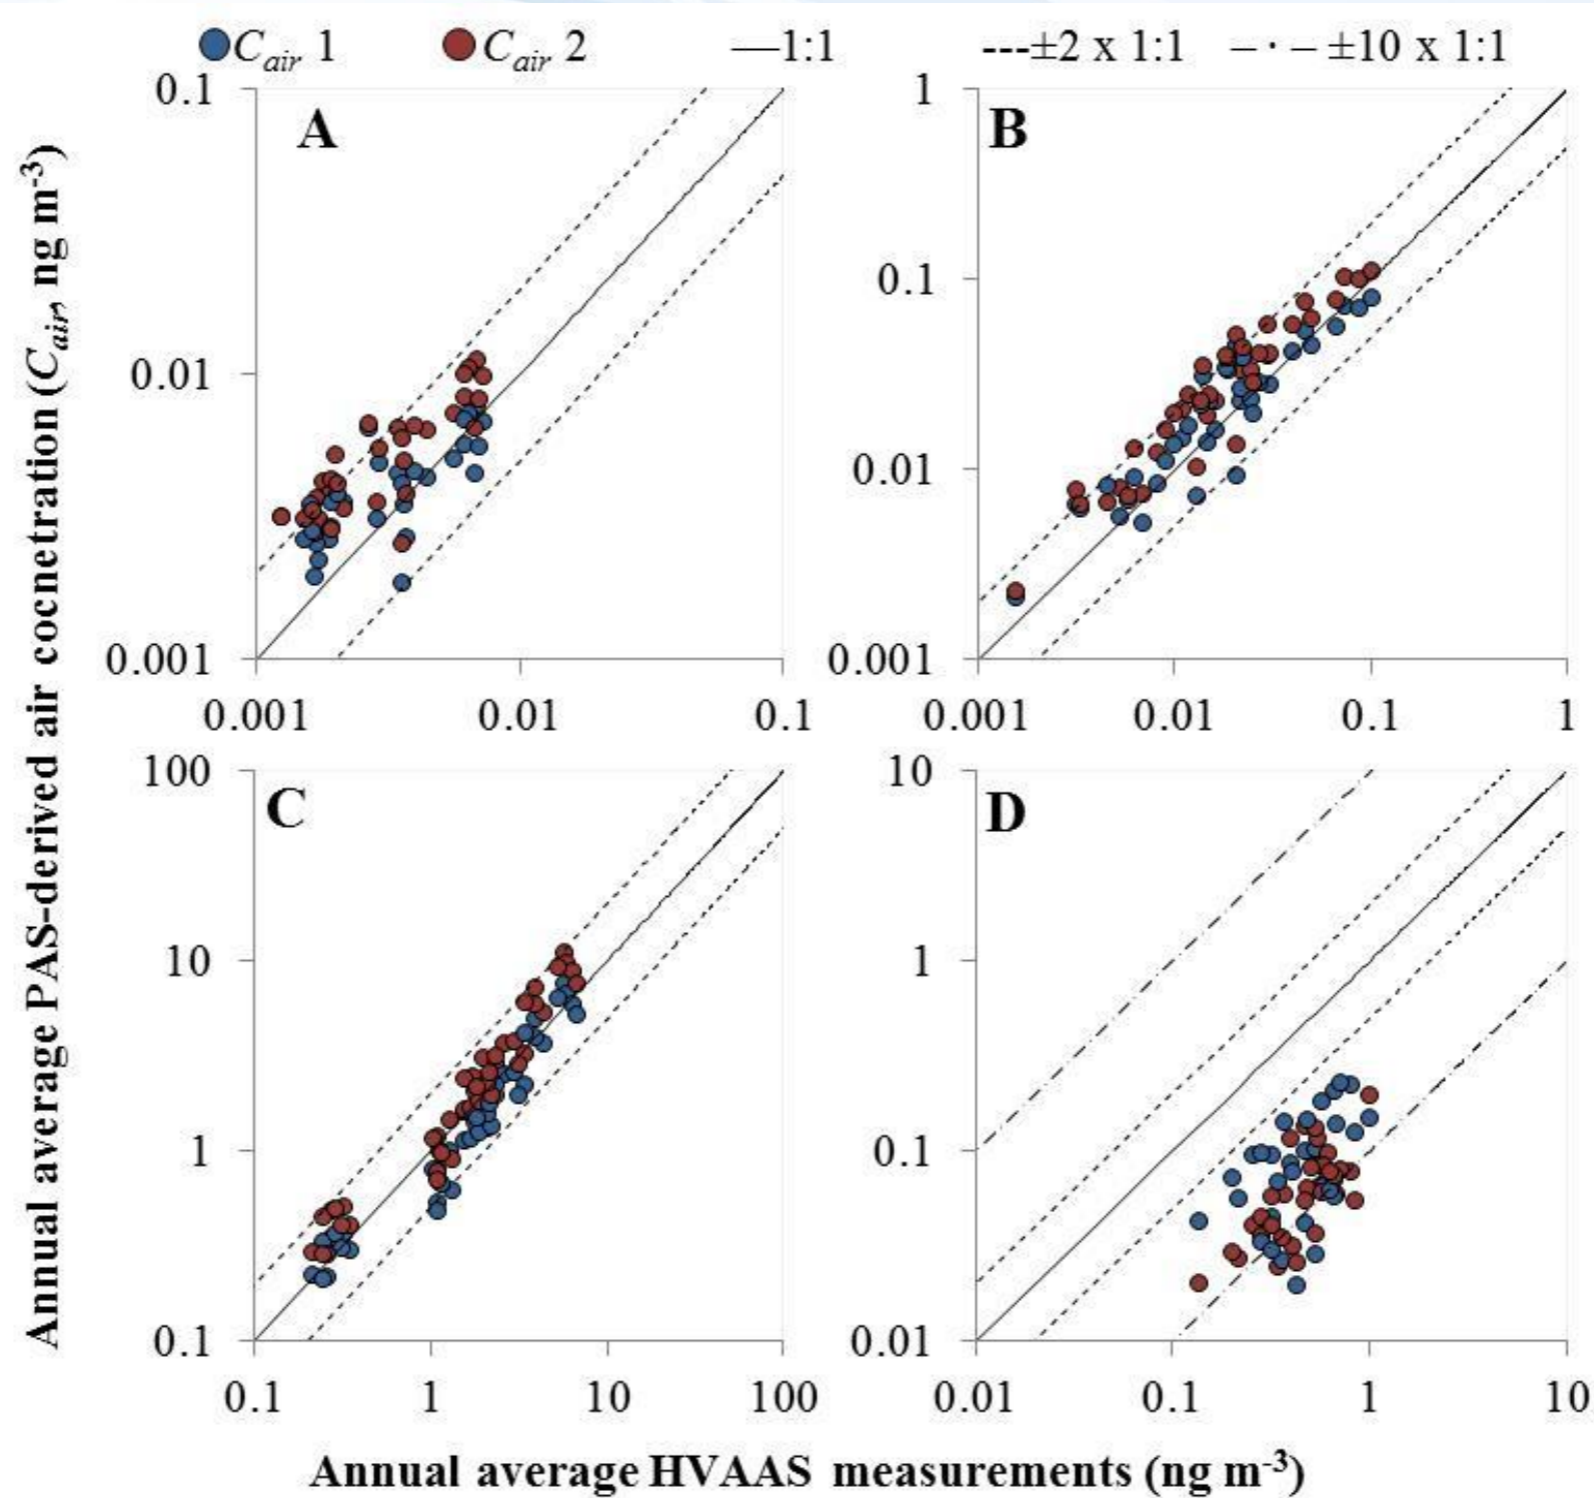 C_air 1 C_air 2 —1:1 ---±2 x 1:1 – · – ±10 x 1:1
Annual average PAS-derived air cocnetration (C_air, ng m-3)
A
0.1
0.01
0.001
0.001 0.01 0.1
B
1
0.1
0.01
0.001
0.001 0.01 0.1 1
C
100
10
1
0.1
0.1 1 10 100
D
10
1
0.1
0.01
0.01 0.1 1 10
Annual average HVAAS measurements (ng m-3)